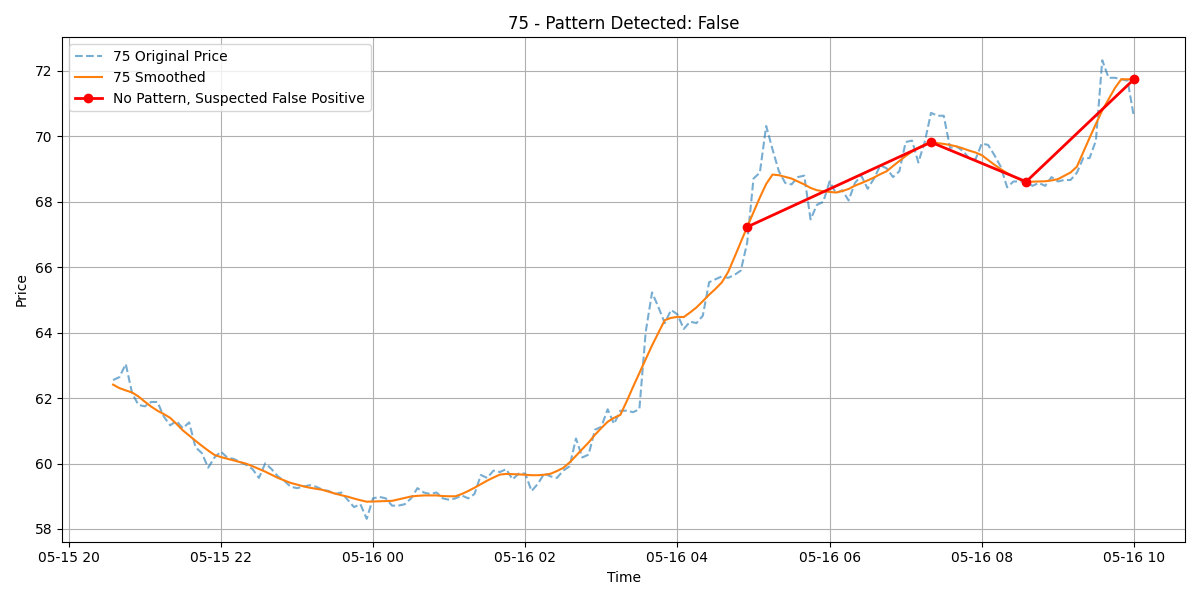 75 - Pattern Detected: False
75 Original Price
75 Smoothed
No Pattern, Suspected False Positive
Price
72
70
68
66
64
62
60
58
05-15 20 05-15 22 05-16 00 05-16 02 05-16 04 05-16 06 05-16 08 05-16 10
Time